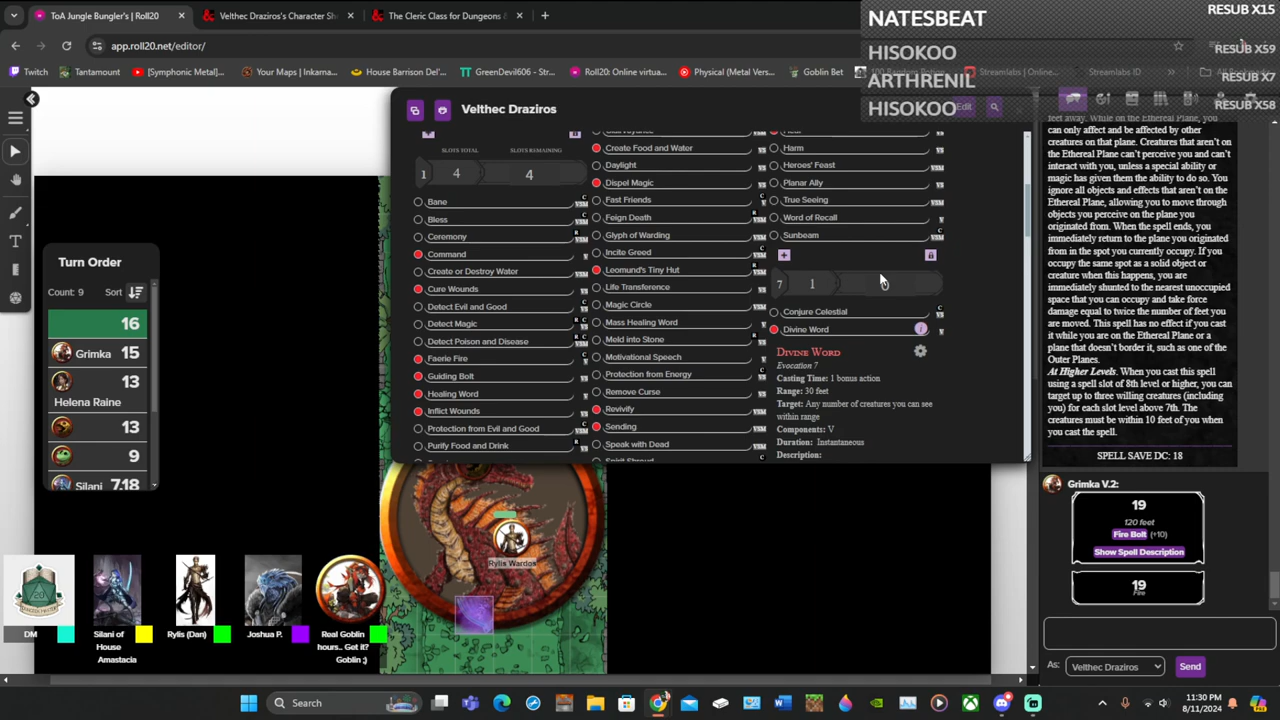 ToA Jungle Bungler's | Roll20
Velthec Draziros's Character Sh
The Cleric Class for Dungeons &
app.roll20.net/editor/
Twitch
Tantamount
[Symphonic Metal]...
Your Maps | Inkarna...
House Barrison Del'...
GreenDevil606 - Str...
Roll20: Online virtua...
Physical (Metal Vers...
Goblin Bet
Streamlabs | Online...
Streamlabs ID
NATESBEAT
RESUB X15
HISOKOO
RESUB X59
ARTHRENIL
RESUB X7
HISOKOO
RESUB X58
Velthec Draziros
Edit
SLOTS TOTAL
SLOTS REMAINING
1
4
4
Bane
Bless
Ceremony
Command
Create or Destroy Water
Cure Wounds
Detect Evil and Good
Detect Magic
Detect Poison and Disease
Faerie Fire
Guiding Bolt
Healing Word
Inflict Wounds
Protection from Evil and Good
Purify Food and Drink
Clairvoyance
Create Food and Water
Daylight
Dispel Magic
Fast Friends
Feign Death
Glyph of Warding
Incite Greed
Leomund's Tiny Hut
Life Transference
Magic Circle
Mass Healing Word
Meld into Stone
Motivational Speech
Protection from Energy
Remove Curse
Revivify
Sending
Speak with Dead
Spirit Shroud
Heal
Harm
Heroes' Feast
Planar Ally
True Seeing
Word of Recall
Sunbeam
7
1
Conjure Celestial
Divine Word
DIVINE WORD
Evocation 7
Casting Time: 1 bonus action
Range: 30 feet
Target: Any number of creatures you can see
within range
Components: V
Duration: Instantaneous
Description:
Turn Order
Count: 9
Sort
16
Grimka 15
13
Helena Raine
13
9
Silani 7.18
Rylis Wardos
DM
Silani of
House
Amastacia
Rylis (Dan)
Joshua P.
Real Goblin
hours.. Get it?
Goblin ;)
feet away. While on the Ethereal Plane, you
can only affect and be affected by other
creatures on that plane. Creatures that aren't on
the Ethereal Plane can't perceive you and can't
interact with you, unless a special ability or
magic has given them the ability to do so. You
ignore all objects and effects that aren't on the
Ethereal Plane, allowing you to move through
objects you perceive on the plane you
originated from. When the spell ends, you
immediately return to the plane you originated
from in the spot you currently occupy. If you
occupy the same spot as a solid object or
creature when this happens, you are
immediately shunted to the nearest unoccupied
space that you can occupy and take force
damage equal to twice the number of feet you
are moved. This spell has no effect if you cast
it while you are on the Ethereal Plane or a
plane that doesn't border it, such as one of the
Outer Planes.
At Higher Levels. When you cast this spell
using a spell slot of 8th level or higher, you can
target up to three willing creatures (including
you) for each slot level above 7th. The
creatures must be within 10 feet of you when
you cast the spell.
SPELL SAVE DC: 18
Grimka V.2:
19
120 feet
Fire Bolt (+10)
Show Spell Description
19
Fire
As:
Velthec Draziros
Send
Search
11:30 PM
8/11/2024